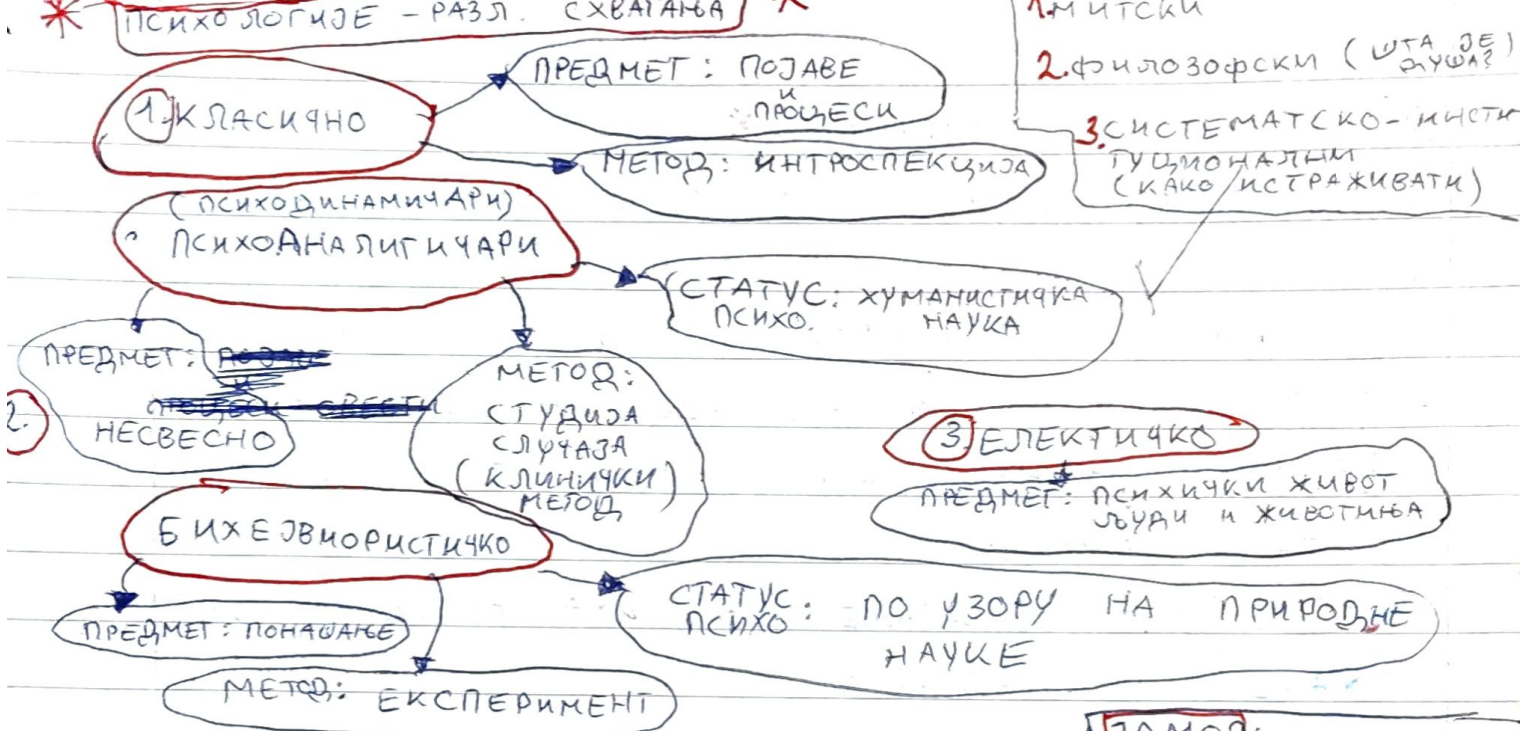 ПСИХОЛОГИЈЕ - РАЗЛ. СХВАТАЊА
1. МИТСКИ
2. ФИЛОЗОФСКИ (ШТА ЈЕ
ДУША?)
3. СИСТЕМАТСКО-ИНСТИ
ТУЦИОНАЛНИ
(КАКО ИСТРАЖИВАТИ)
1. КЛАСИЧНО
ПРЕДМЕТ: ПОЈАВЕ
И
ПРОЦЕСИ
МЕТОД: ИНТРОСПЕКЦИЈА
(ПСИХОДИНАМИЧАРИ)
ПСИХОАНАЛИТИЧАРИ
СТАТУС: ХУМАНИСТИЧКА
ПСИХО. НАУКА
2.
ПРЕДМЕТ:
НЕСВЕСНО
МЕТОД:
СТУДИЈА
СЛУЧАЈА
(КЛИНИЧКИ)
МЕТОД
3. ЕЛЕКТИЧКО
ПРЕДМЕТ: ПСИХИЧКИ ЖИВОТ
ЉУДИ И ЖИВОТИЊА
БИХЕЈВИОРИСТИЧКО
ПРЕДМЕТ: ПОНАШАЊЕ
МЕТОД: ЕКСПЕРИМЕНТ
СТАТУС ПО УЗОРУ НА ПРИРОДНЕ
ПСИХО:
НАУКЕ